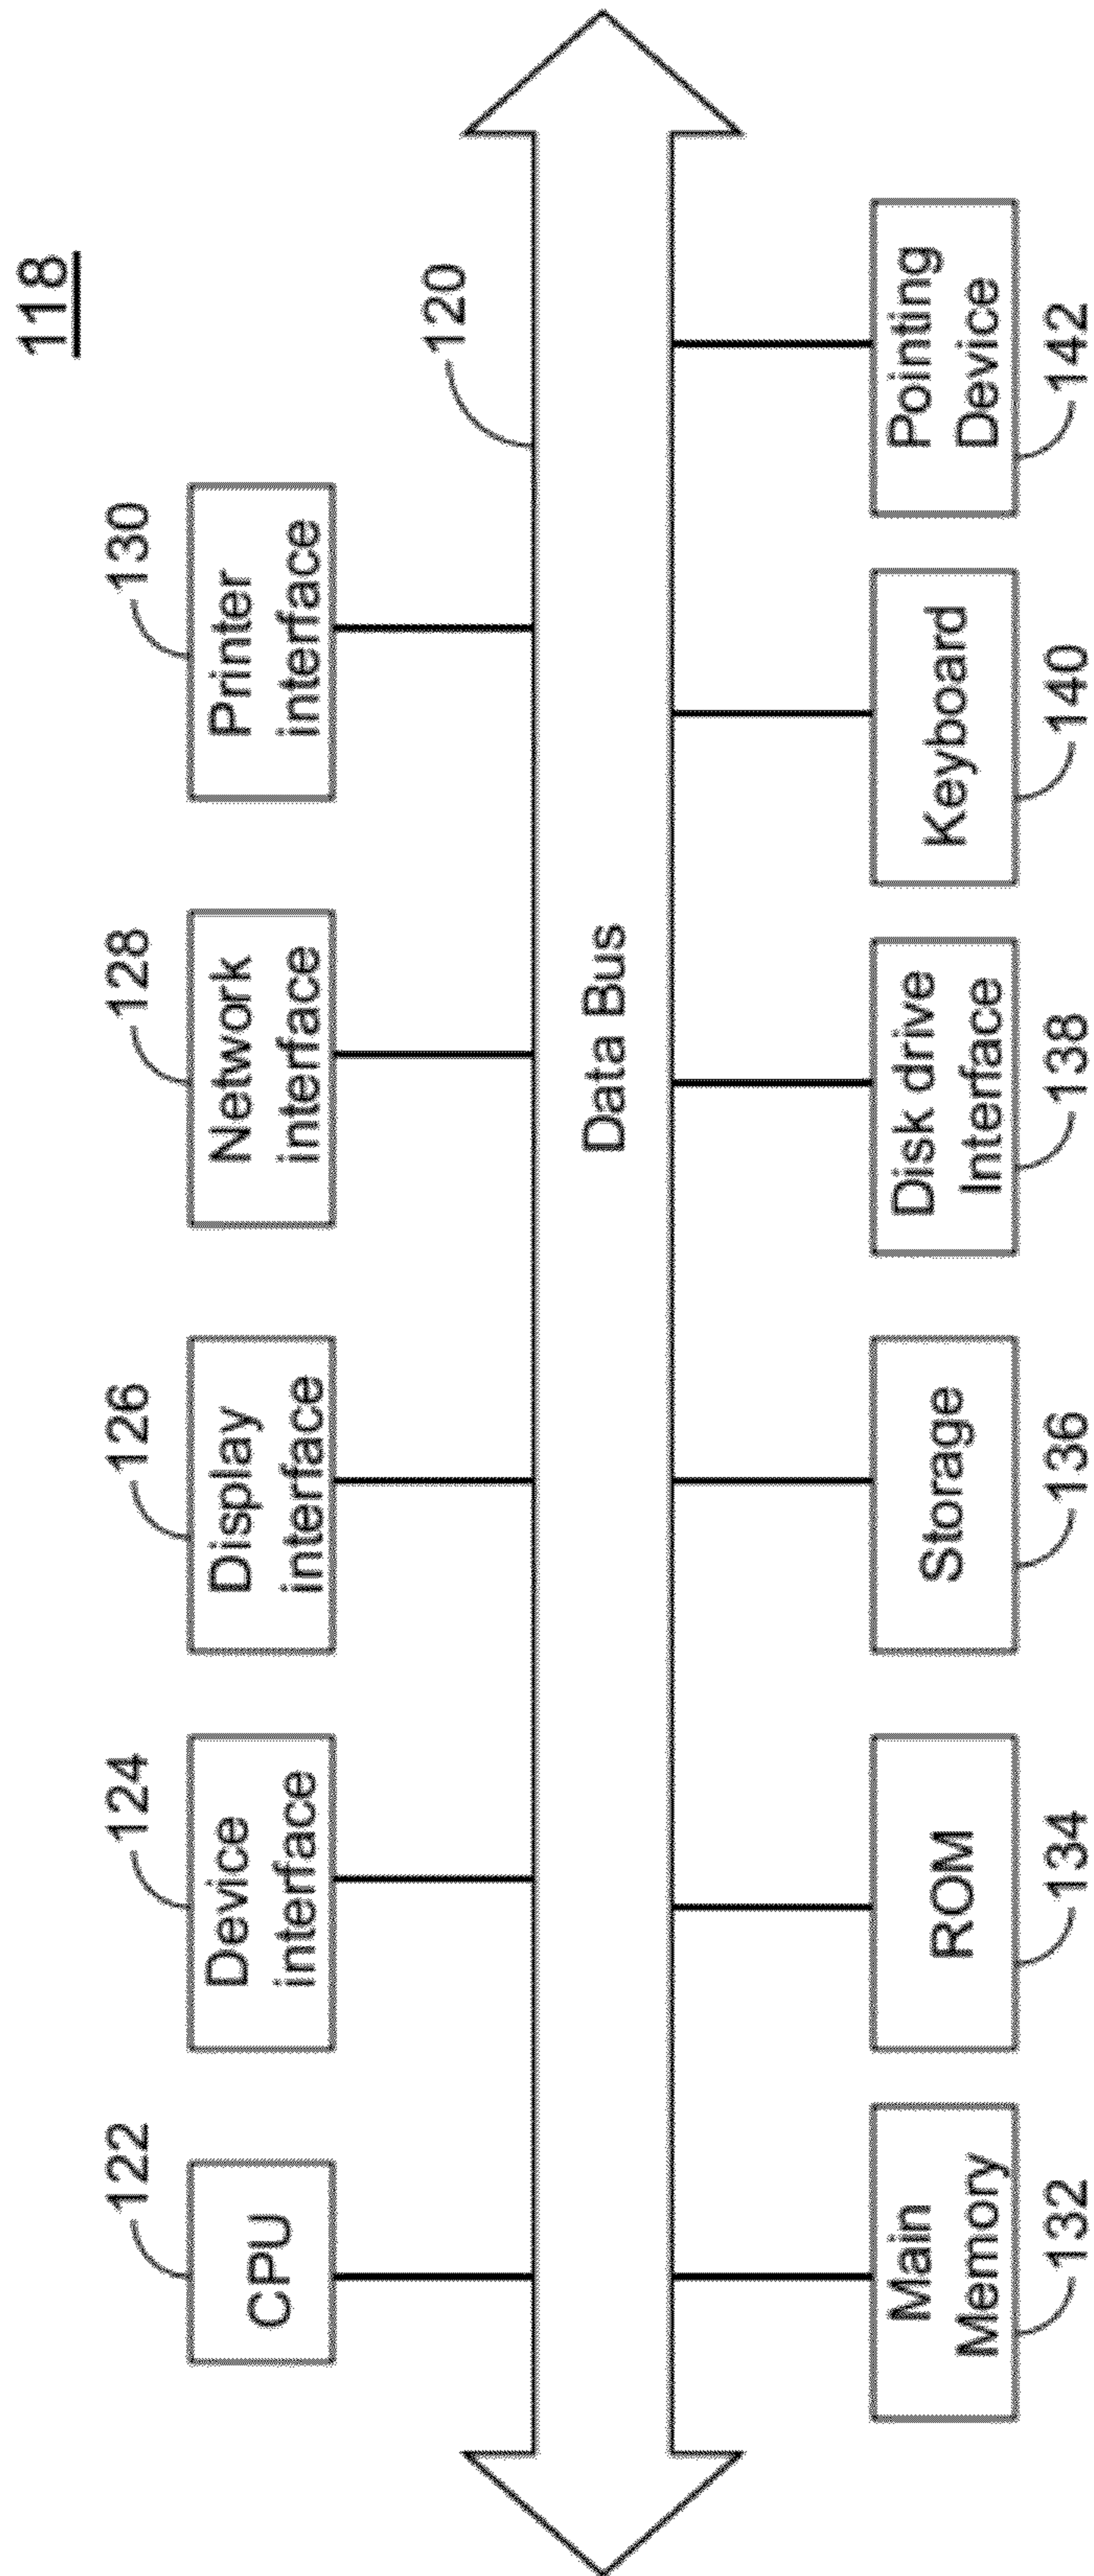 118
122
124
126
128
130
CPU
Device
interface
Display
interface
Network
interface
Printer
interface
120
Data Bus
Main
Memory
ROM
Storage
Disk drive
Interface
Keyboard
Pointing
Device
132
134
136
138
140
142